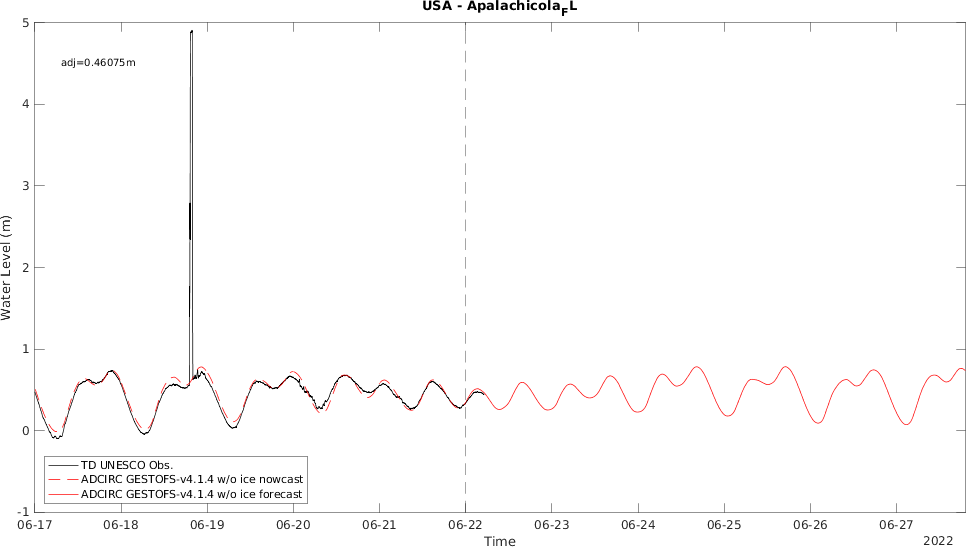 USA - Apalachicola_FL
adj=0.46075m
5
4
3
2
1
0
-1
Water Level (m)
TD UNESCO Obs.
ADCIRC GESTOFS-v4.1.4 w/o ice nowcast
ADCIRC GESTOFS-v4.1.4 w/o ice forecast
06-17 06-18 06-19 06-20 06-21 06-22 06-23 06-24 06-25 06-26 06-27
Time
2022